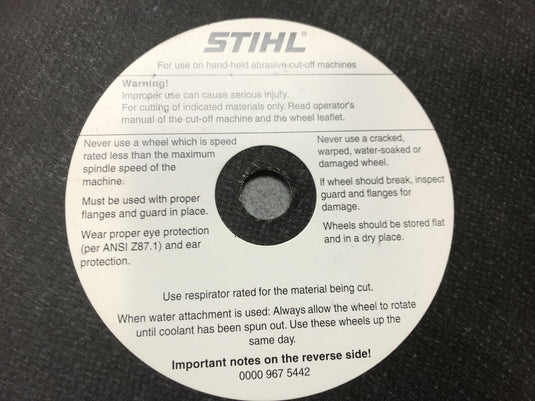 STIHL®
For use on hand-held abrasive cut-off machines
Warning!
Improper use can cause serious injuly.
For cutting of indicated materials only. Read operator's
manual of the cut-off machine and the wheel leaflet.
Never use a wheel which is speed
rated less than the maximum
spindle speed of the
machine.
Must be used with proper
flanges and guard in place.
Wear proper eye protection
(per ANSI Z87.1) and ear
protection.
Never use a cracked,
warped, water-soaked or
damaged wheel.
If wheel should break, inspect
guard and flanges for
damage.
Wheels should be stored flat
and in a dry place.
Use respirator rated for the material being cut.
When water attachment is used: Always allow the wheel to rotate
until coolant has been spun out. Use these wheels up the
same day.
Important notes on the reverse side!
0000 967 5442